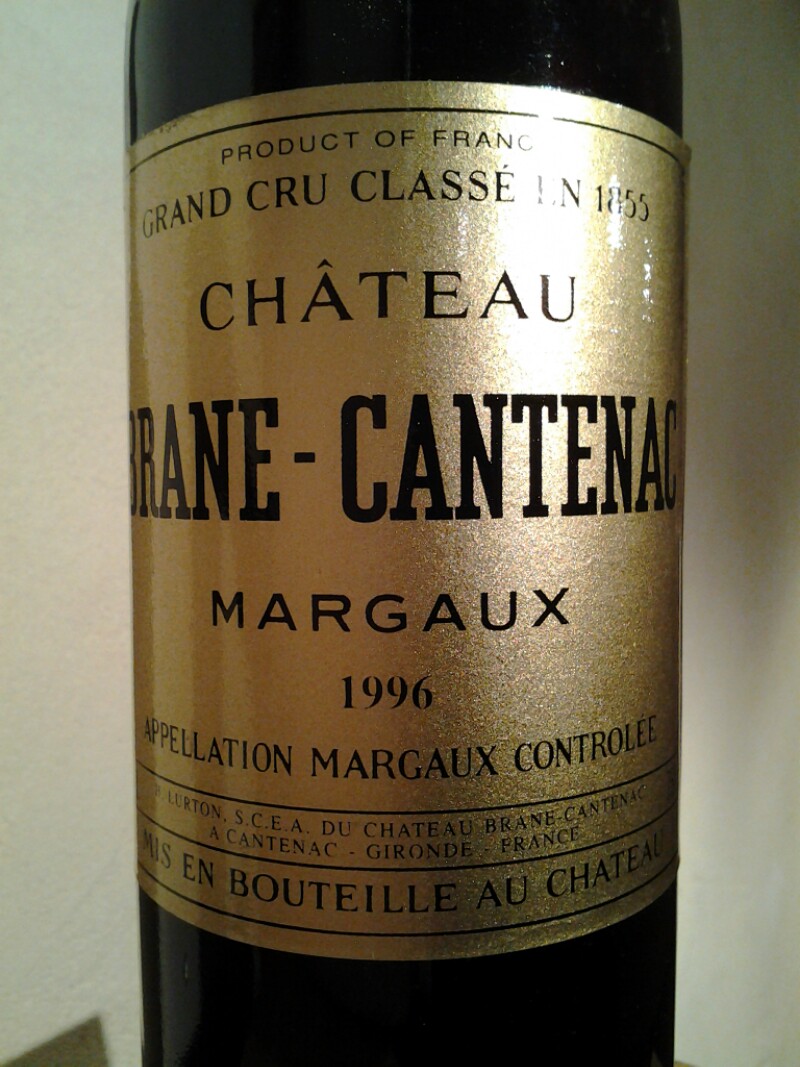 PRODUCT OF FRANC
GRAND CRU CLASSÉ EN 1855
CHÂTEAU
BRANE-CANTENAC
MARGAUX
1996
APPELLATION MARGAUX CONTROLÉE
LURTON, S.C.E.A. DU CHATEAU BRANE-CANTENAC
A CANTENAC - GIRONDE - FRANCE
MIS EN BOUTEILLE AU CHATEAU